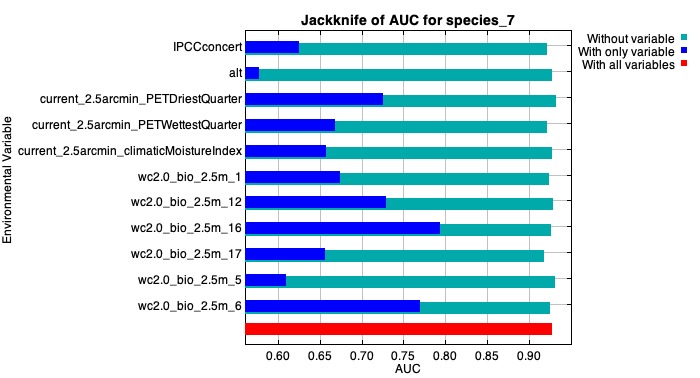 Jackknife of AUC for species_7
Without variable
With only variable
With all variables
Environmental Variable
IPCCconcert
alt
current_2.5arcmin_PETDriestQuarter
current_2.5arcmin_PETWettestQuarter
current_2.5arcmin_climaticMoistureIndex
wc2.0_bio_2.5m_1
wc2.0_bio_2.5m_12
wc2.0_bio_2.5m_16
wc2.0_bio_2.5m_17
wc2.0_bio_2.5m_5
wc2.0_bio_2.5m_6
0.60 0.65 0.70 0.75 0.80 0.85 0.90
AUC